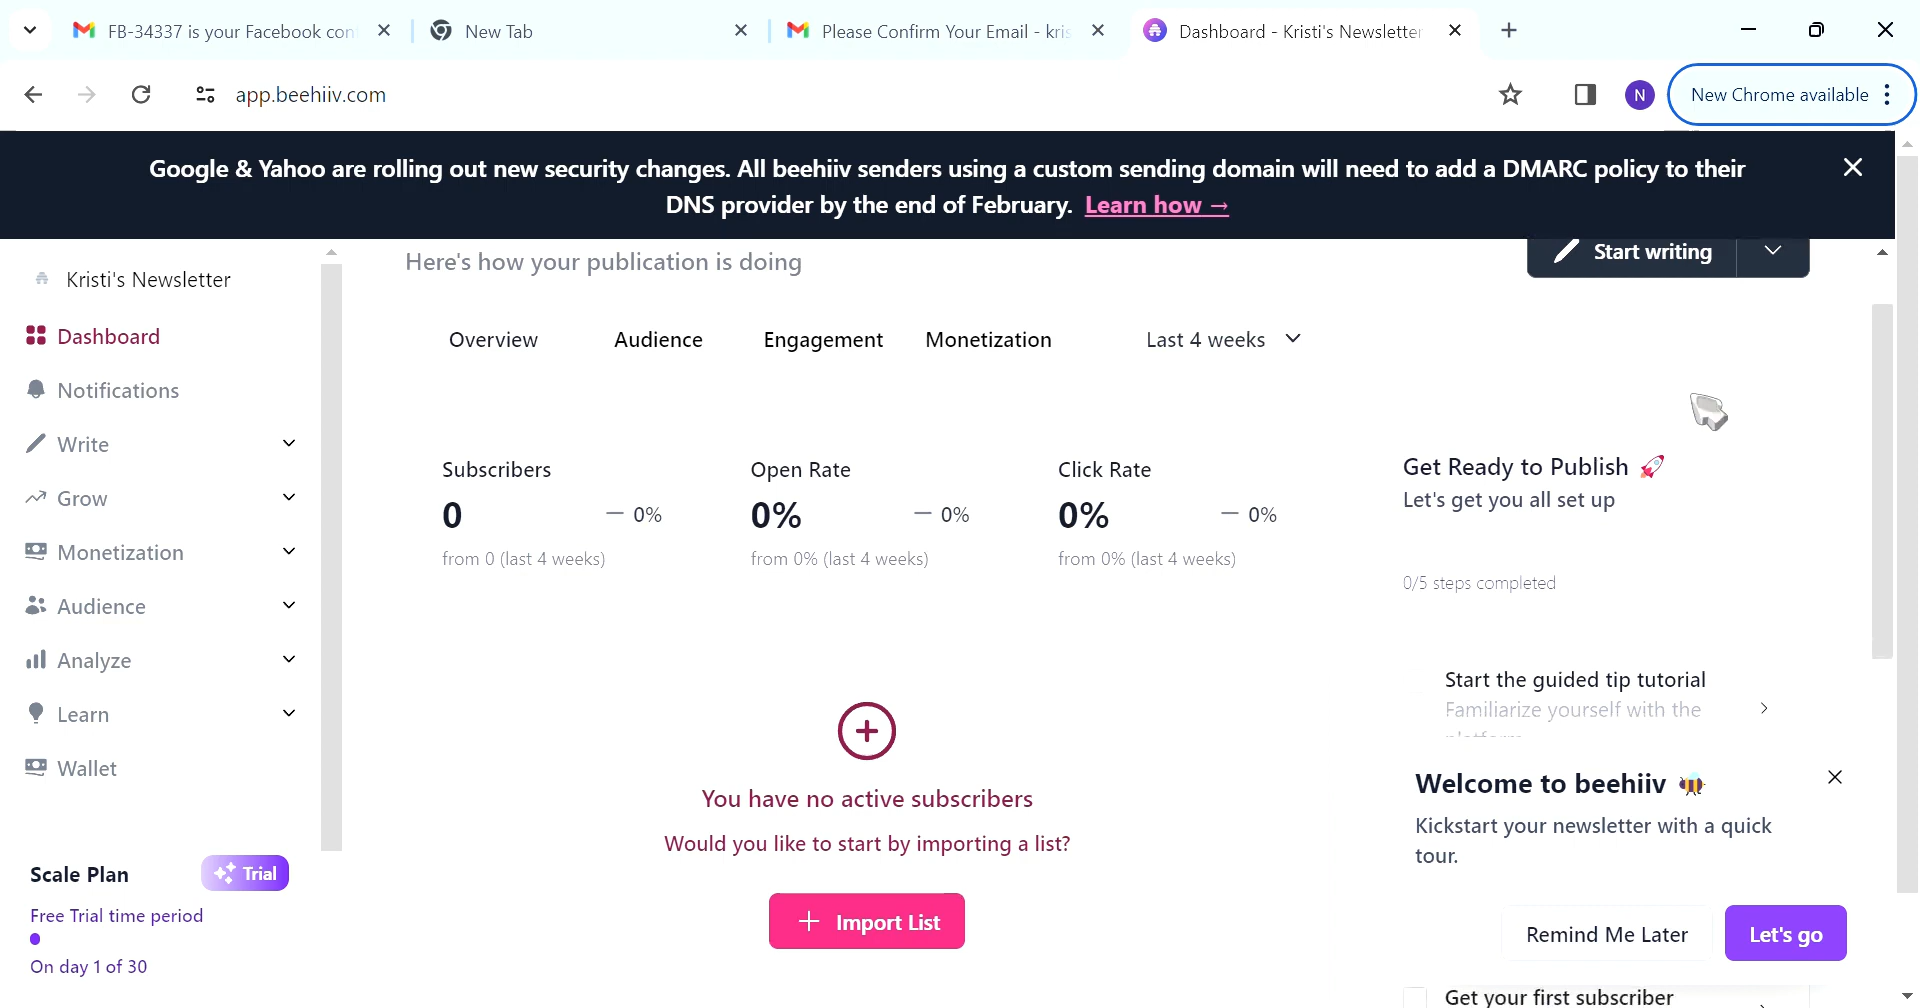 FB-34337 is your Facebook con
New Tab
Please Confirm Your Email - kris
Dashboard - Kristi's Newsletter
app.beehiiv.com
N
New Chrome available
Google & Yahoo are rolling out new security changes. All beehiiv senders using a custom sending domain will need to add a DMARC policy to their
DNS provider by the end of February. Learn how →
Kristi's Newsletter
Dashboard
Notifications
Write
Grow
Monetization
Audience
Analyze
Learn
Wallet
Scale Plan
Trial
Free Trial time period
On day 1 of 30
Here's how your publication is doing
Start writing
Overview
Audience
Engagement
Monetization
Last 4 weeks
Subscribers
0
0%
from 0 (last 4 weeks)
Open Rate
0%
0%
from 0% (last 4 weeks)
Click Rate
0%
0%
from 0% (last 4 weeks)
You have no active subscribers
Would you like to start by importing a list?
Import List
Get Ready to Publish 🚀
Let's get you all set up
0/5 steps completed
Start the guided tip tutorial
Familiarize yourself with the
Welcome to beehiiv 🐝
Kickstart your newsletter with a quick
tour.
Remind Me Later
Let's go
Get your first subscriber